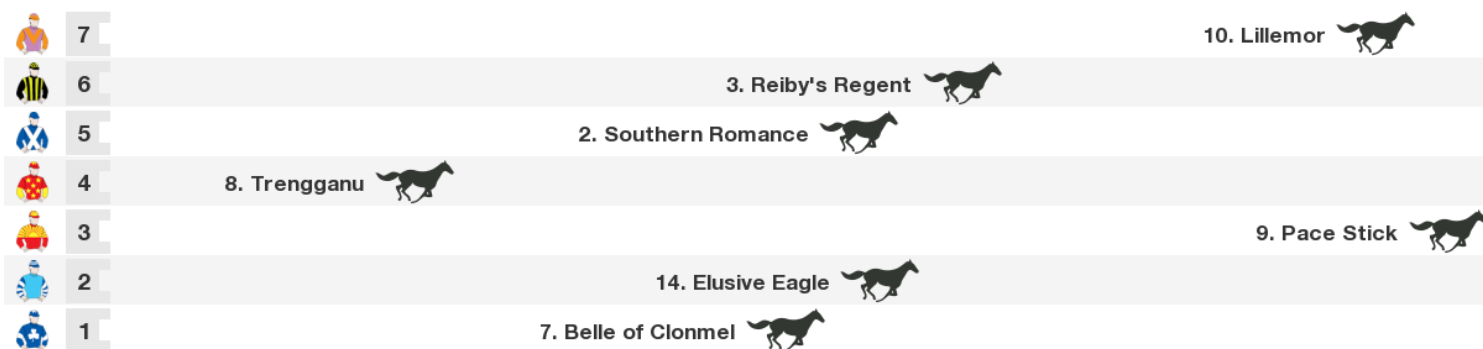 7 10. Lillemor
6 3. Reiby's Regent
5 2. Southern Romance
4 8. Trengganu
3 9. Pace Stick
2 14. Elusive Eagle
1 7. Belle of Clonmel